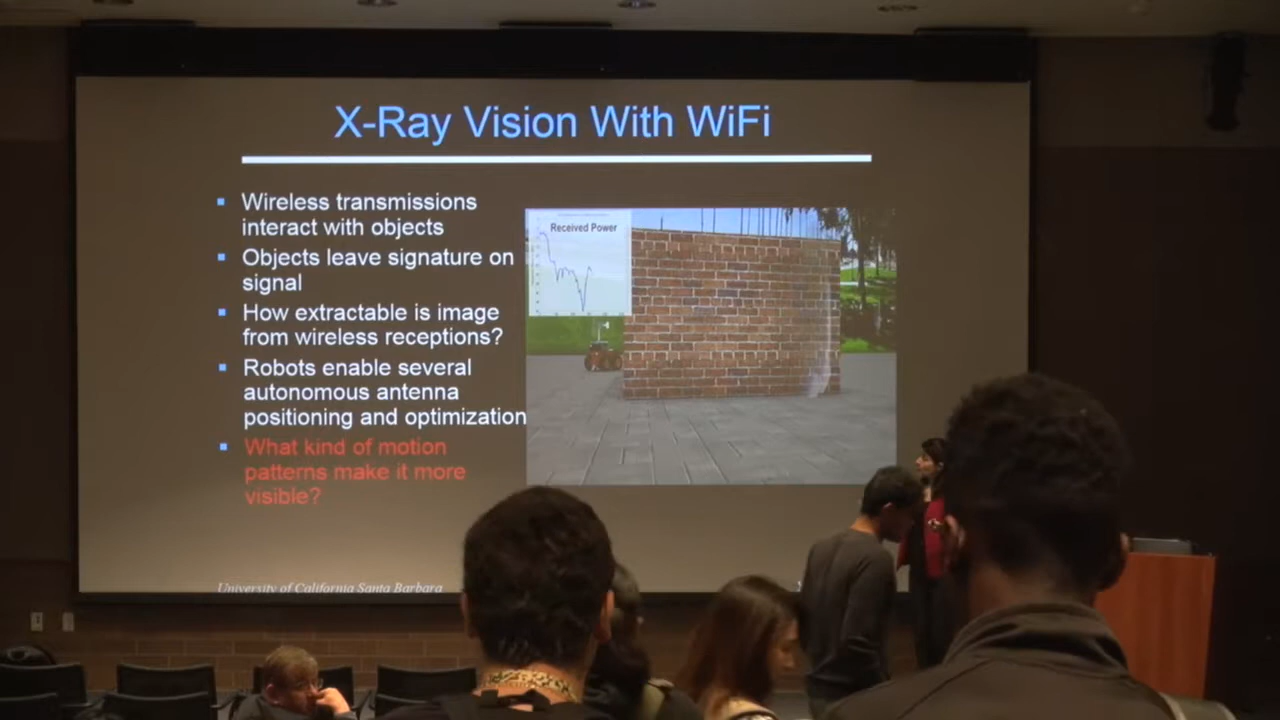 X-Ray Vision With WiFi
Wireless transmissions
interact with objects
Objects leave signature on
signal
How extractable is image
from wireless receptions?
Robots enable several
autonomous antenna
positioning and optimization
What kind of motion
patterns make it more
visible?
Received Power
University of California Santa Barbara